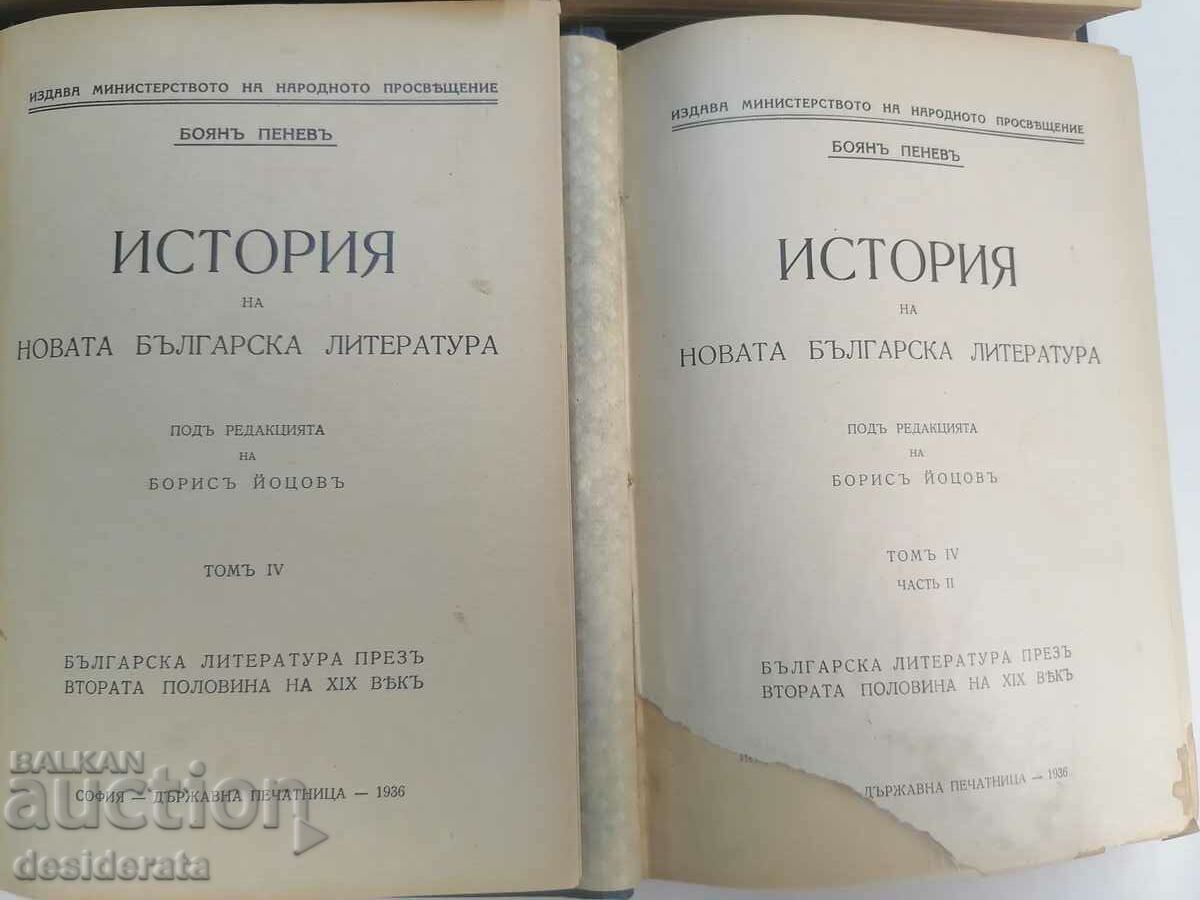 ИЗДАВА МИНИСТЕРСТВОТО НА НАРОДНОТО ПРОСВѢЩЕНИЕ
БОЯНЪ ПЕНЕВЪ
ИСТОРИЯ
НА
НОВАТА БЪЛГАРСКА ЛИТЕРАТУРА
ПОДЪ РЕДАКЦИЯТА
НА
БОРИСЪ ЙОЦОВЪ
ТОМЪ IV
БЪЛГАРСКА ЛИТЕРАТУРА ПРЕЗЪ
ВТОРАТА ПОЛОВИНА НА XIX ВѢКЪ
СОФИЯ — ДЪРЖАВНА ПЕЧАТНИЦА — 1936
ИЗДАВА МИНИСТЕРСТВОТО НА НАРОДНОТО ПРОСВѢЩЕНИЕ
БОЯНЪ ПЕНЕВЪ
ИСТОРИЯ
НА
НОВАТА БЪЛГАРСКА ЛИТЕРАТУРА
ПОДЪ РЕДАКЦИЯТА
НА
БОРИСЪ ЙОЦОВЪ
ТОМЪ IV
ЧАСТЬ II
БЪЛГАРСКА ЛИТЕРАТУРА ПРЕЗЪ
ВТОРАТА ПОЛОВИНА НА XIX ВѢКЪ
ДЪРЖАВНА ПЕЧАТНИЦА — 1936
BALKAN
auction
desiderata